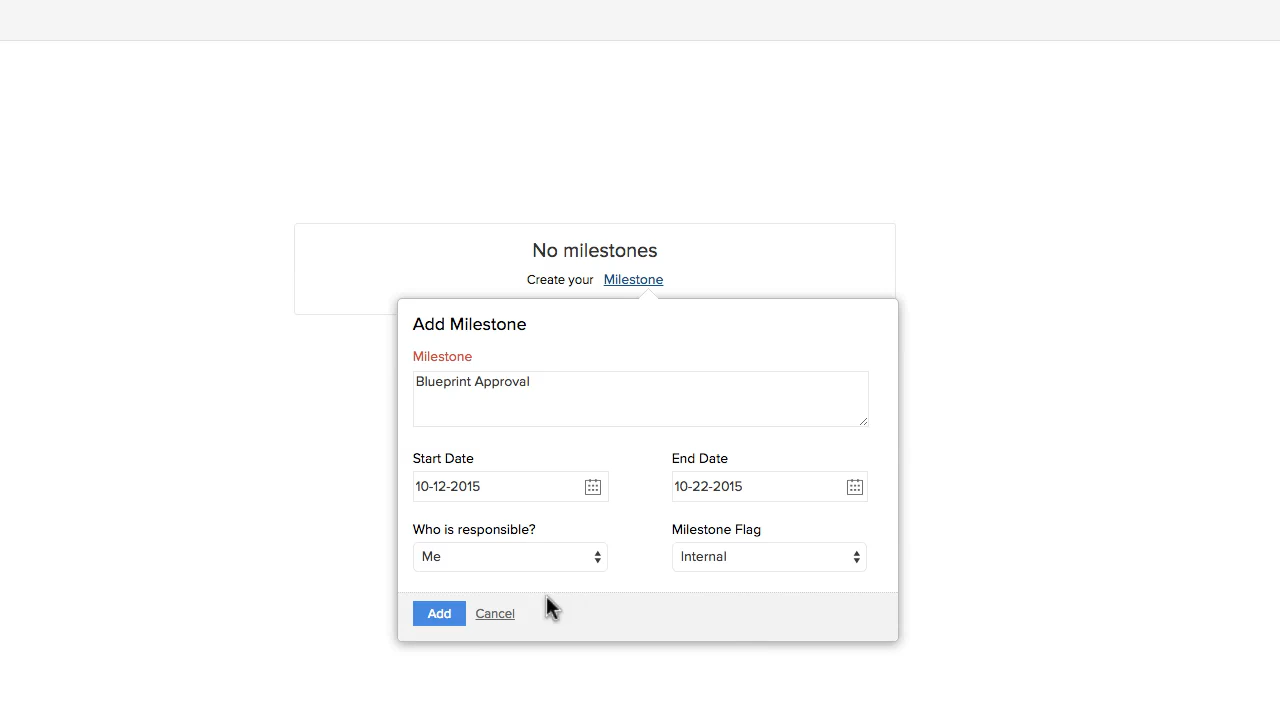 No milestones
Create your Milestone
Add Milestone
Milestone
Blueprint Approval
Start Date End Date
10-12-2015 10-22-2015
Who is responsible? Milestone Flag
Me Internal
Add Cancel